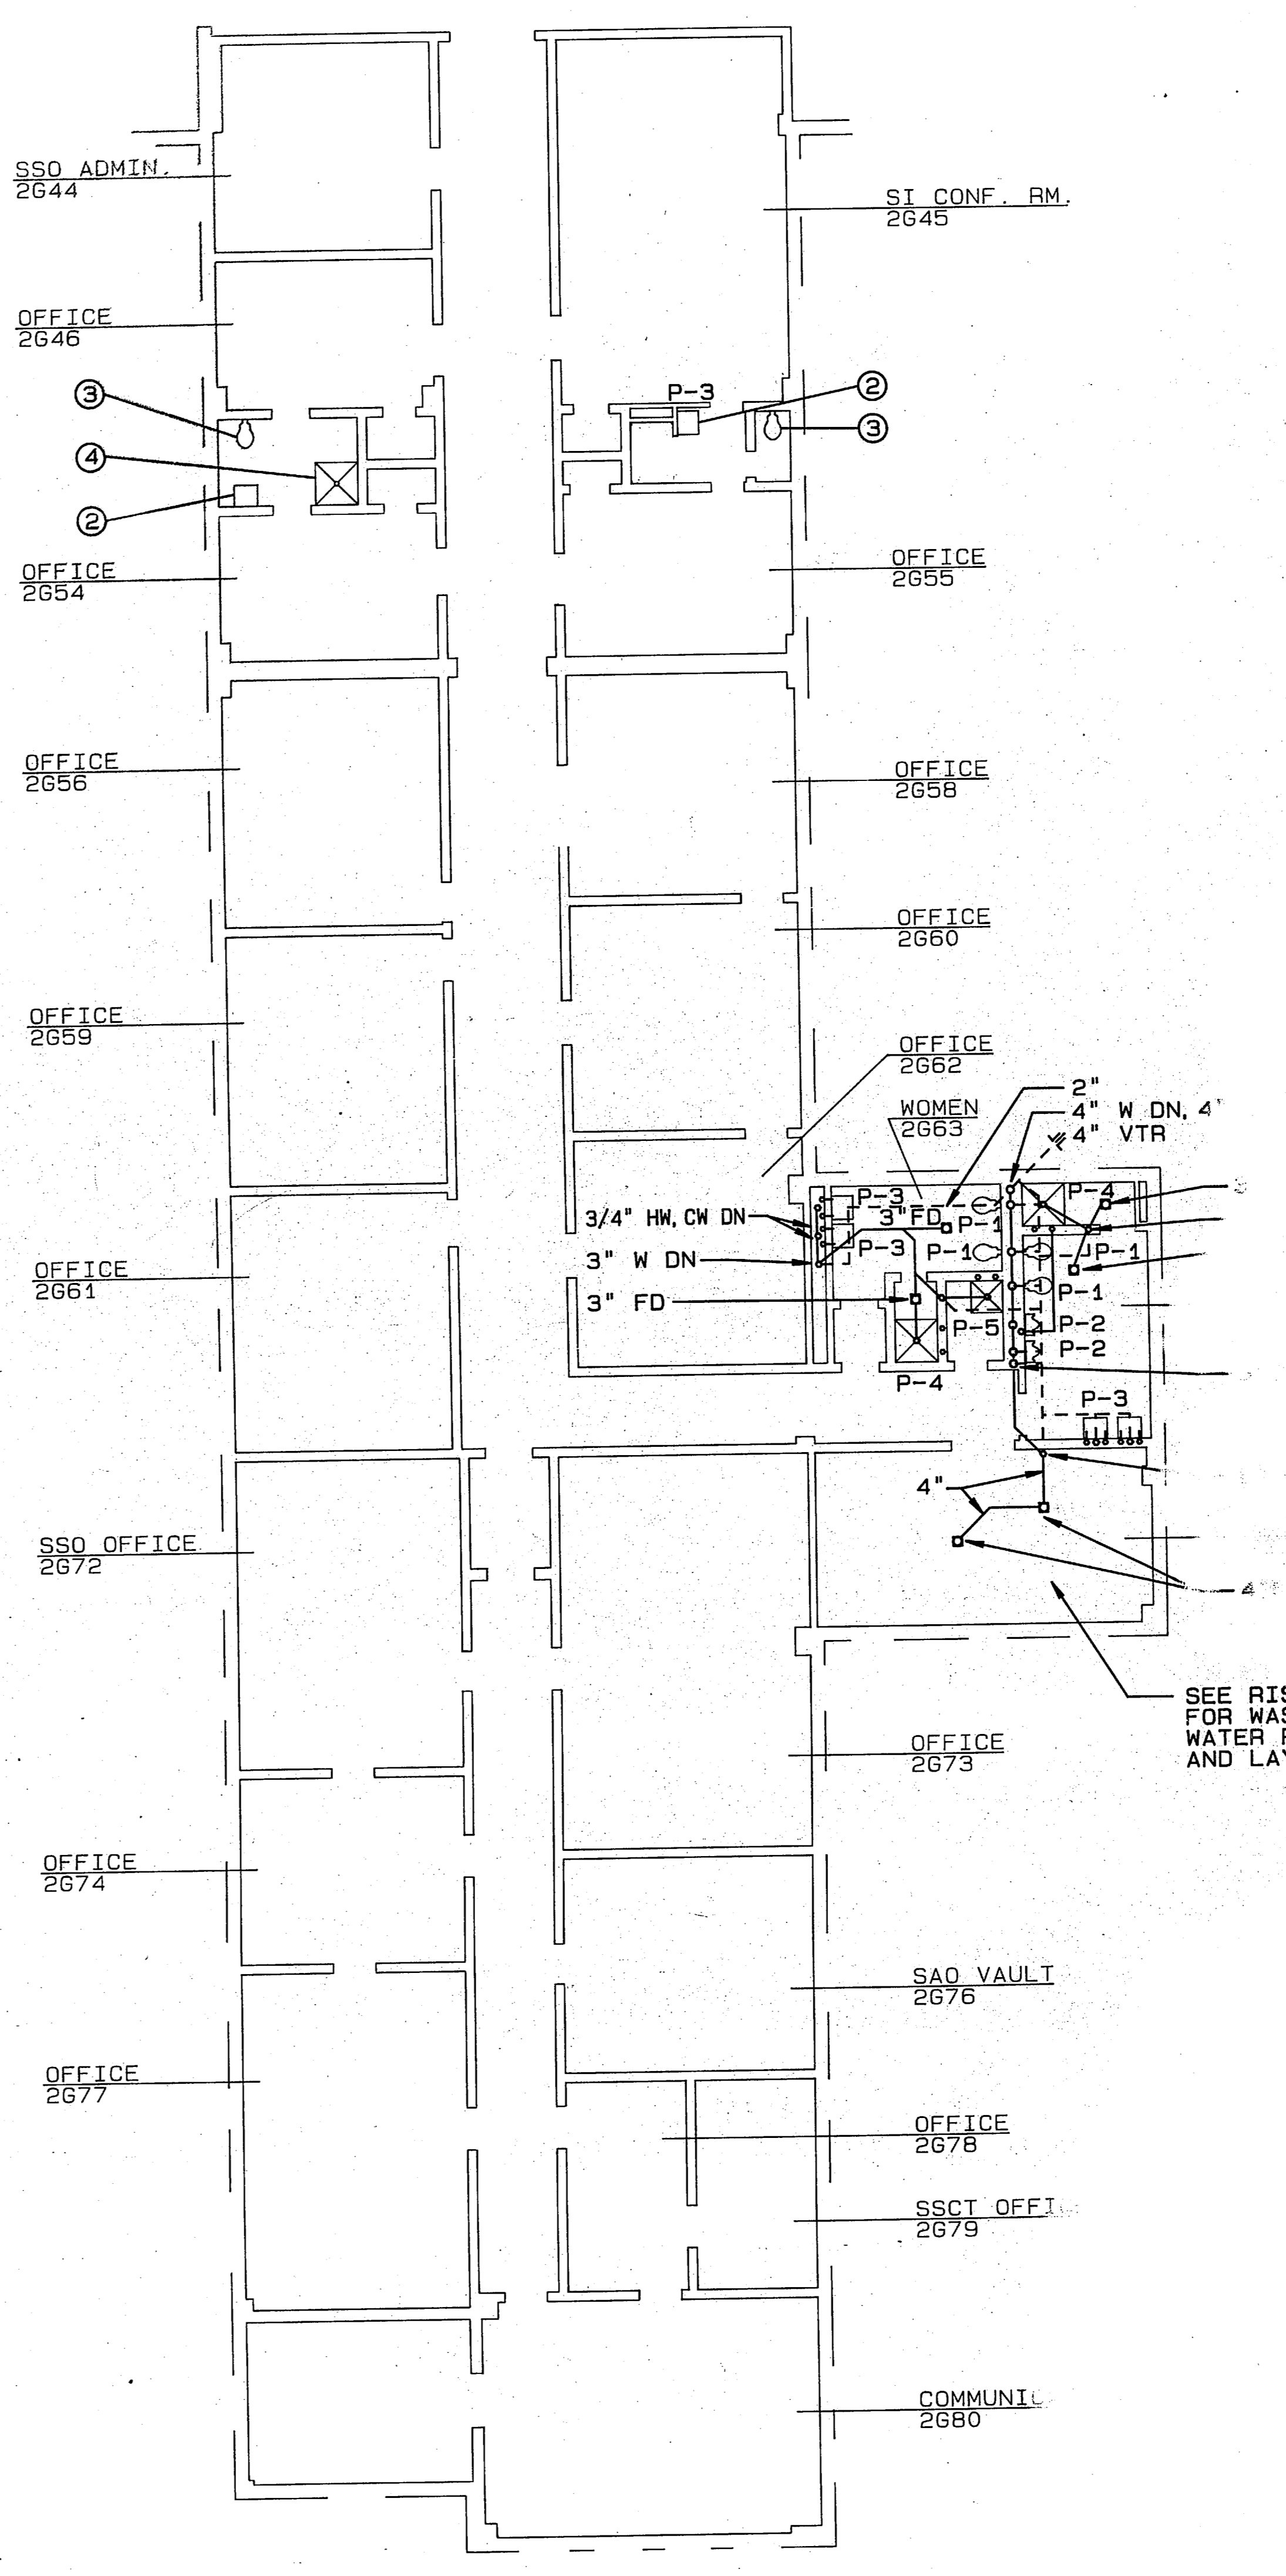 SSO ADMIN.
2G44
SI CONF. RM.
2G45
OFFICE
2G46
3
P-3
2
3
4
2
OFFICE
2G54
OFFICE
2G55
OFFICE
2G56
OFFICE
2G58
OFFICE
2G60
OFFICE
2G59
OFFICE
2G62
WOMEN
2G63
2"
4" W DN, 4"
4" VTR
P-3
P-4
3/4" HW, CW DN
3" FD
P-1
P-3
P-1
P-1
3" W DN
OFFICE
2G61
P-1
3" FD
P-5
P-2
P-2
P-4
P-3
4"
SSO OFFICE
2G72
4"
SEE RIS
FOR WAS
WATER P
AND LAY
OFFICE
2G73
OFFICE
2G74
SAO VAULT
2G76
OFFICE
2G77
OFFICE
2G78
SSCT OFFI
2G79
COMMUNIC
2G80